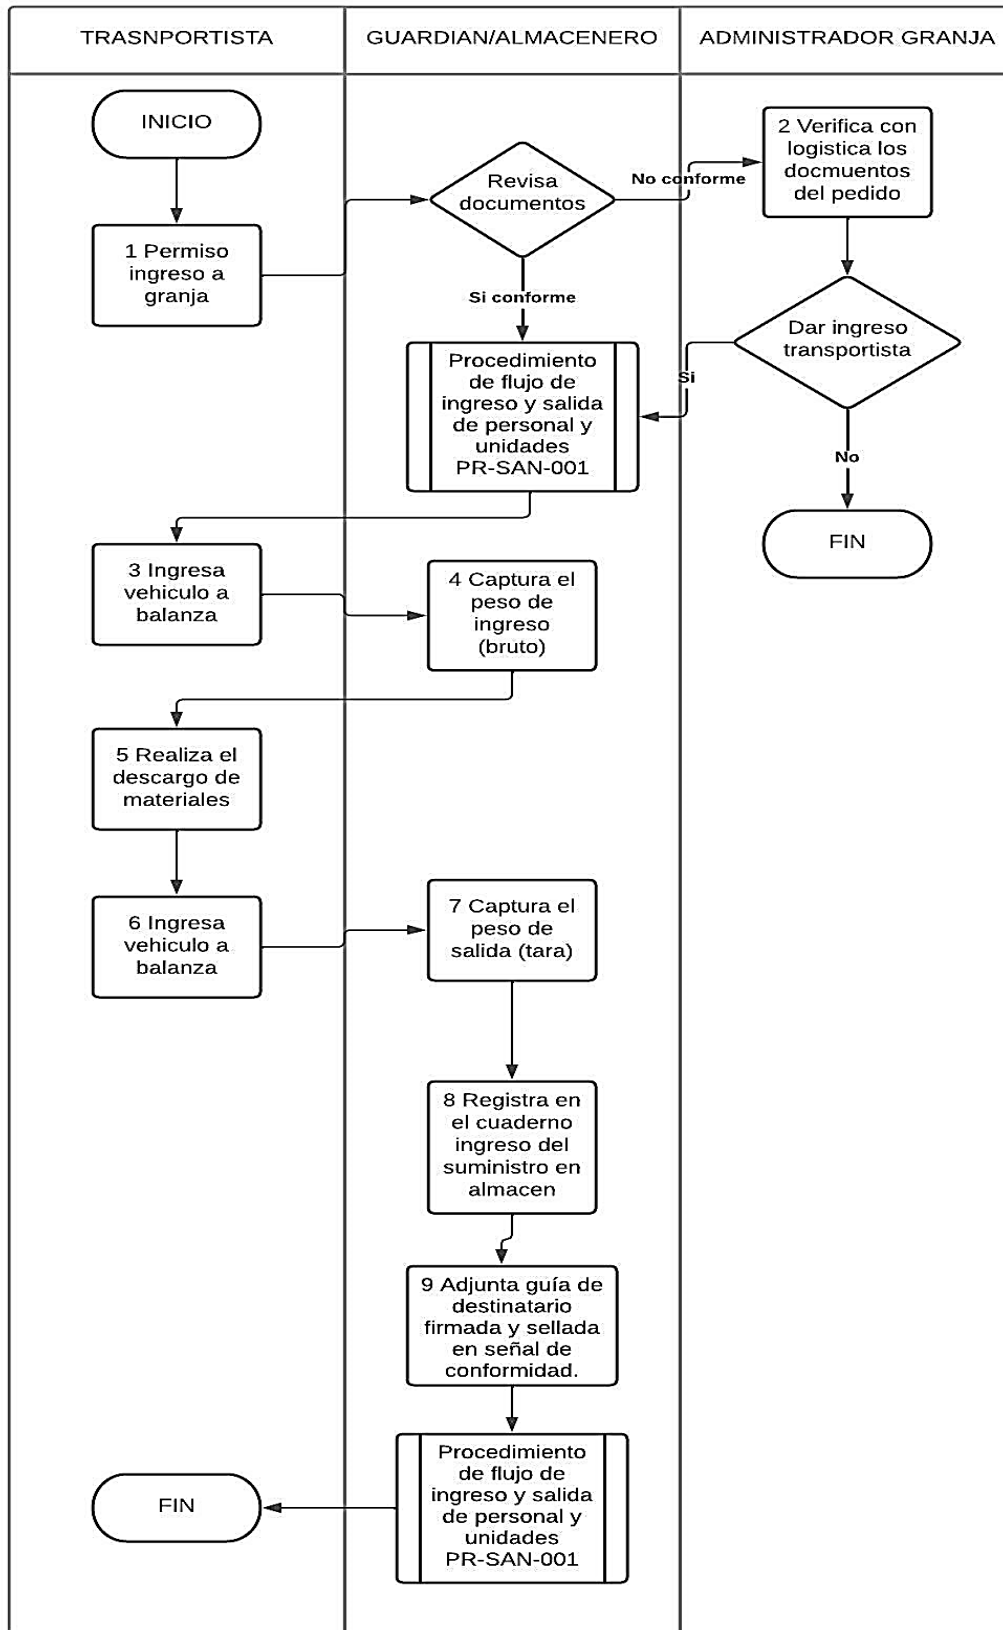 TRASNPORTISTA
GUARDIAN/ALMACENERO
ADMINISTRADOR GRANJA
INICIO
1 Permiso
ingreso a
granja
Revisa
documentos
No conforme
2 Verifica con
logistica los
docmuentos
del pedido
Si conforme
Dar ingreso
transportista
Si
No
FIN
Procedimiento
de flujo de
ingreso y salida
de personal y
unidades
PR-SAN-001
3 Ingresa
vehiculo a
balanza
4 Captura el
peso de
ingreso
(bruto)
5 Realiza el
descargo de
materiales
6 Ingresa
vehiculo a
balanza
7 Captura el
peso de
salida (tara)
8 Registra en
el cuaderno
ingreso del
suministro en
almacen
9 Adjunta guía de
destinatario
firmada y sellada
en señal de
conformidad.
Procedimiento
de flujo de
ingreso y salida
de personal y
unidades
PR-SAN-001
FIN